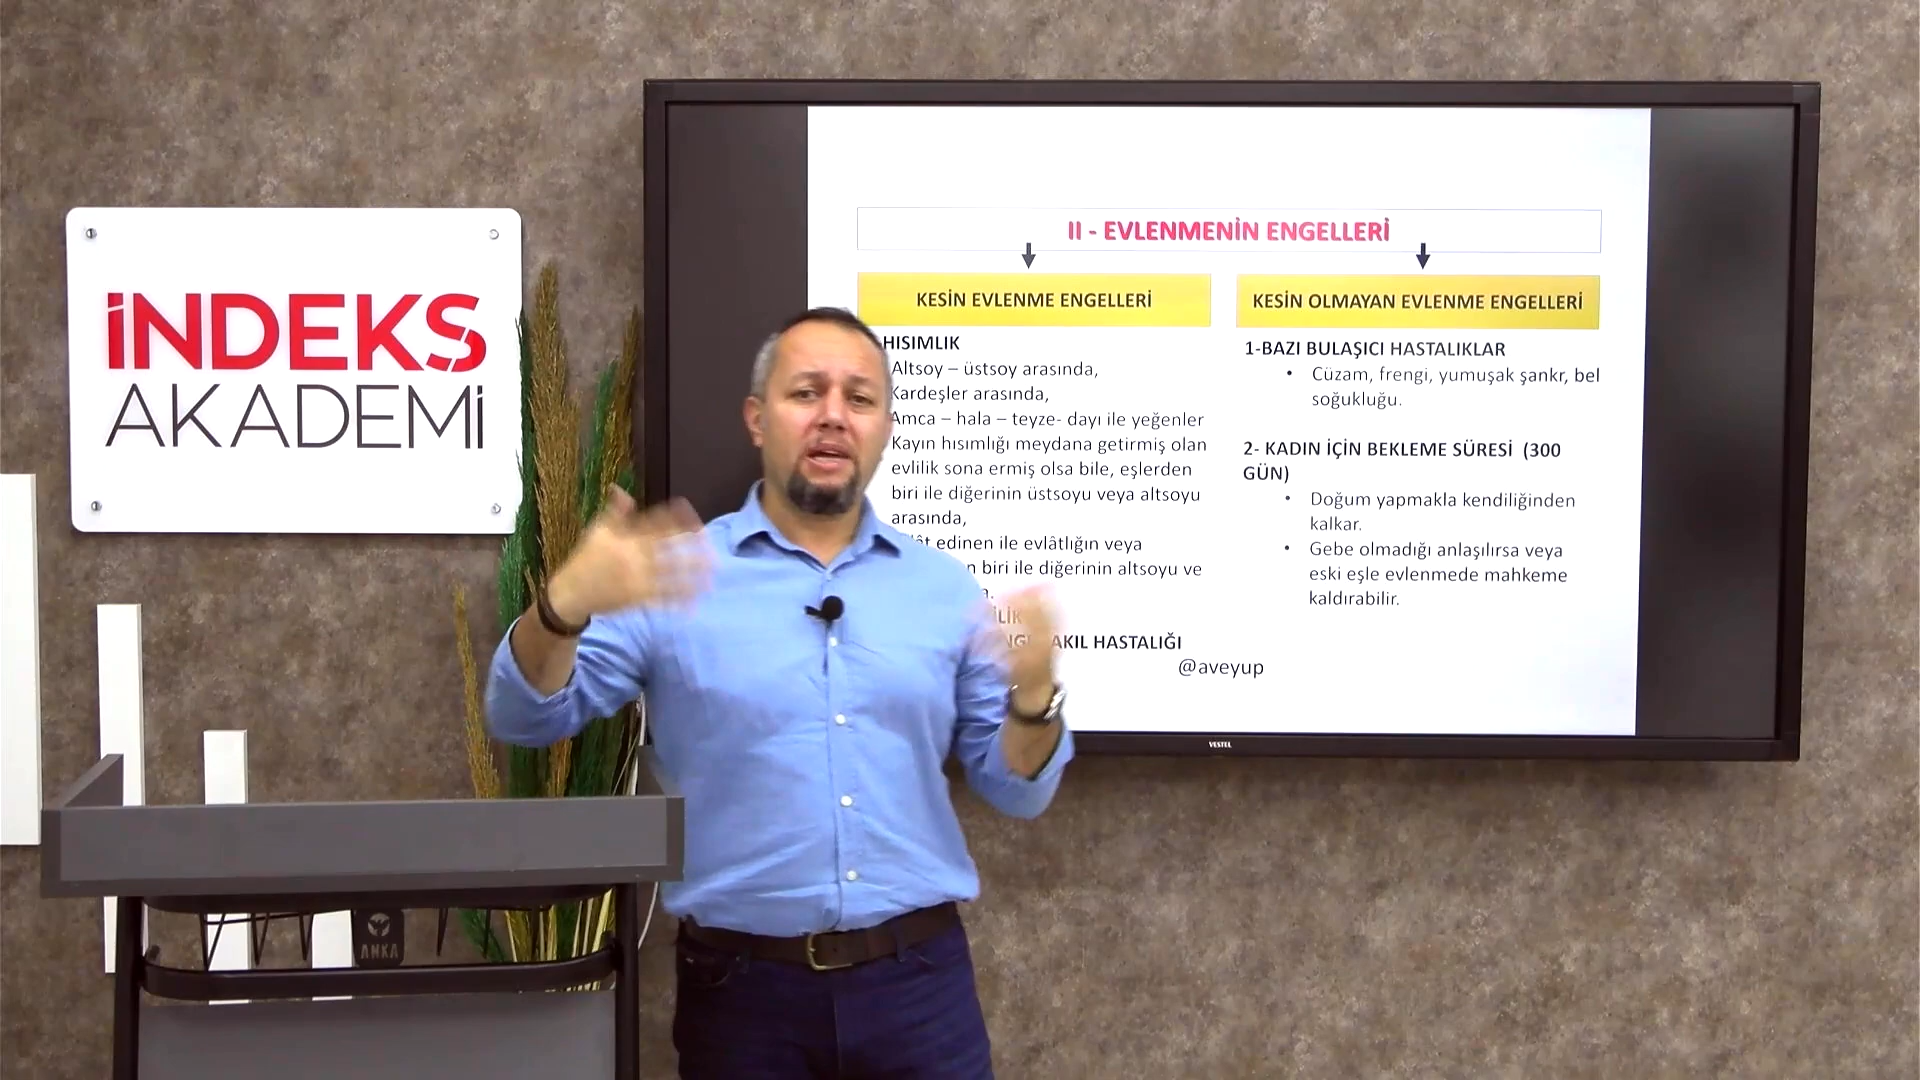 İNDEKS
AKADEMİ
II - EVLENMENİN ENGELLERİ
KESİN EVLENME ENGELLERİ
HISIMLIK
Altsoy – üstsoy arasında,
Kardeşler arasında,
Amca – hala – teyze- dayı ile yeğenler
Kayın hısımlığı meydana getirmiş olan
evlilik sona ermiş olsa bile, eşlerden
biri ile diğerinin üstsoyu veya altsoyu
arasında,
edinen ile evlâtlığın veya
biri ile diğerinin altsoyu ve
AKIL HASTALIĞI
KESİN OLMAYAN EVLENME ENGELLERİ
1-BAZI BULAŞICI HASTALIKLAR
• Cüzam, frengi, yumuşak şankr, bel
soğukluğu.
2- KADIN İÇİN BEKLEME SÜRESİ (300
GÜN)
• Doğum yapmakla kendiliğinden
kalkar.
• Gebe olmadığı anlaşılırsa veya
eski eşle evlenmede mahkeme
kaldırabilir.
@aveyup
VESTEL
ANKA